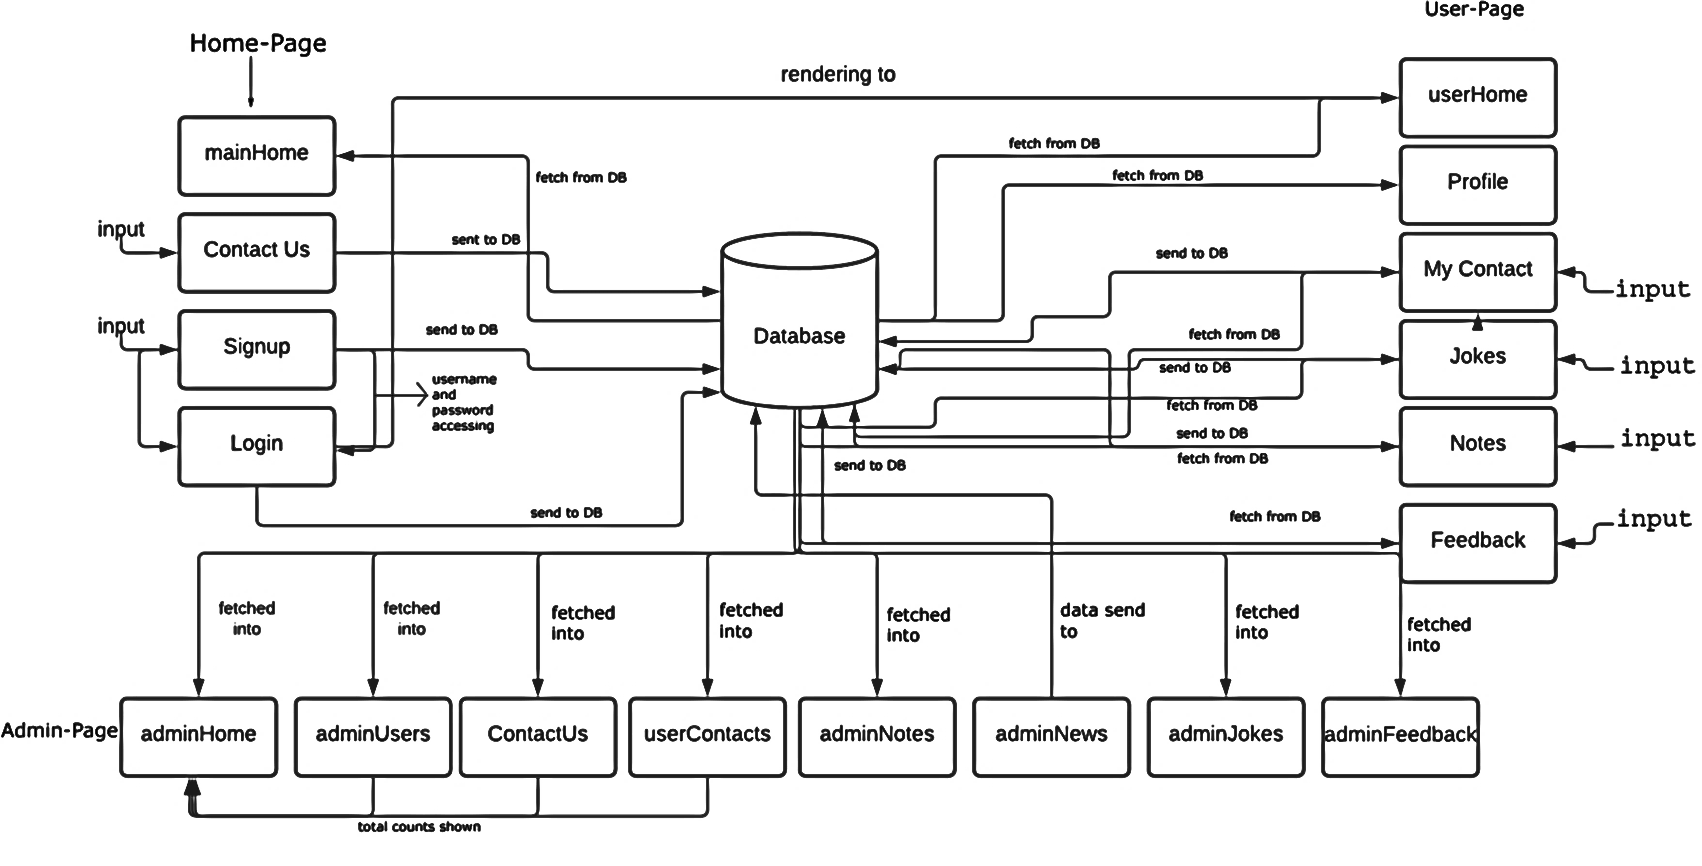 User-Page
Home-Page
rendering to
userHome
mainHome
fetch from DB
fetch from DB
fetch from DB
Profile
input
Contact Us
sent to DB
send to DB
My Contact
input
input
Signup
send to DB
Database
fetch from DB
Jokes
input
send to DB
username
and
password
accessing
fetch from DB
Login
send to DB
Notes
input
fetch from DB
send to DB
send to DB
fetch from DB
Feedback
input
fetched
into
fetched
into
fetched
into
fetched
into
fetched
into
data send
to
fetched
into
fetched
into
Admin-Page
adminHome
adminUsers
ContactUs
userContacts
adminNotes
adminNews
adminJokes
adminFeedback
total counts shown